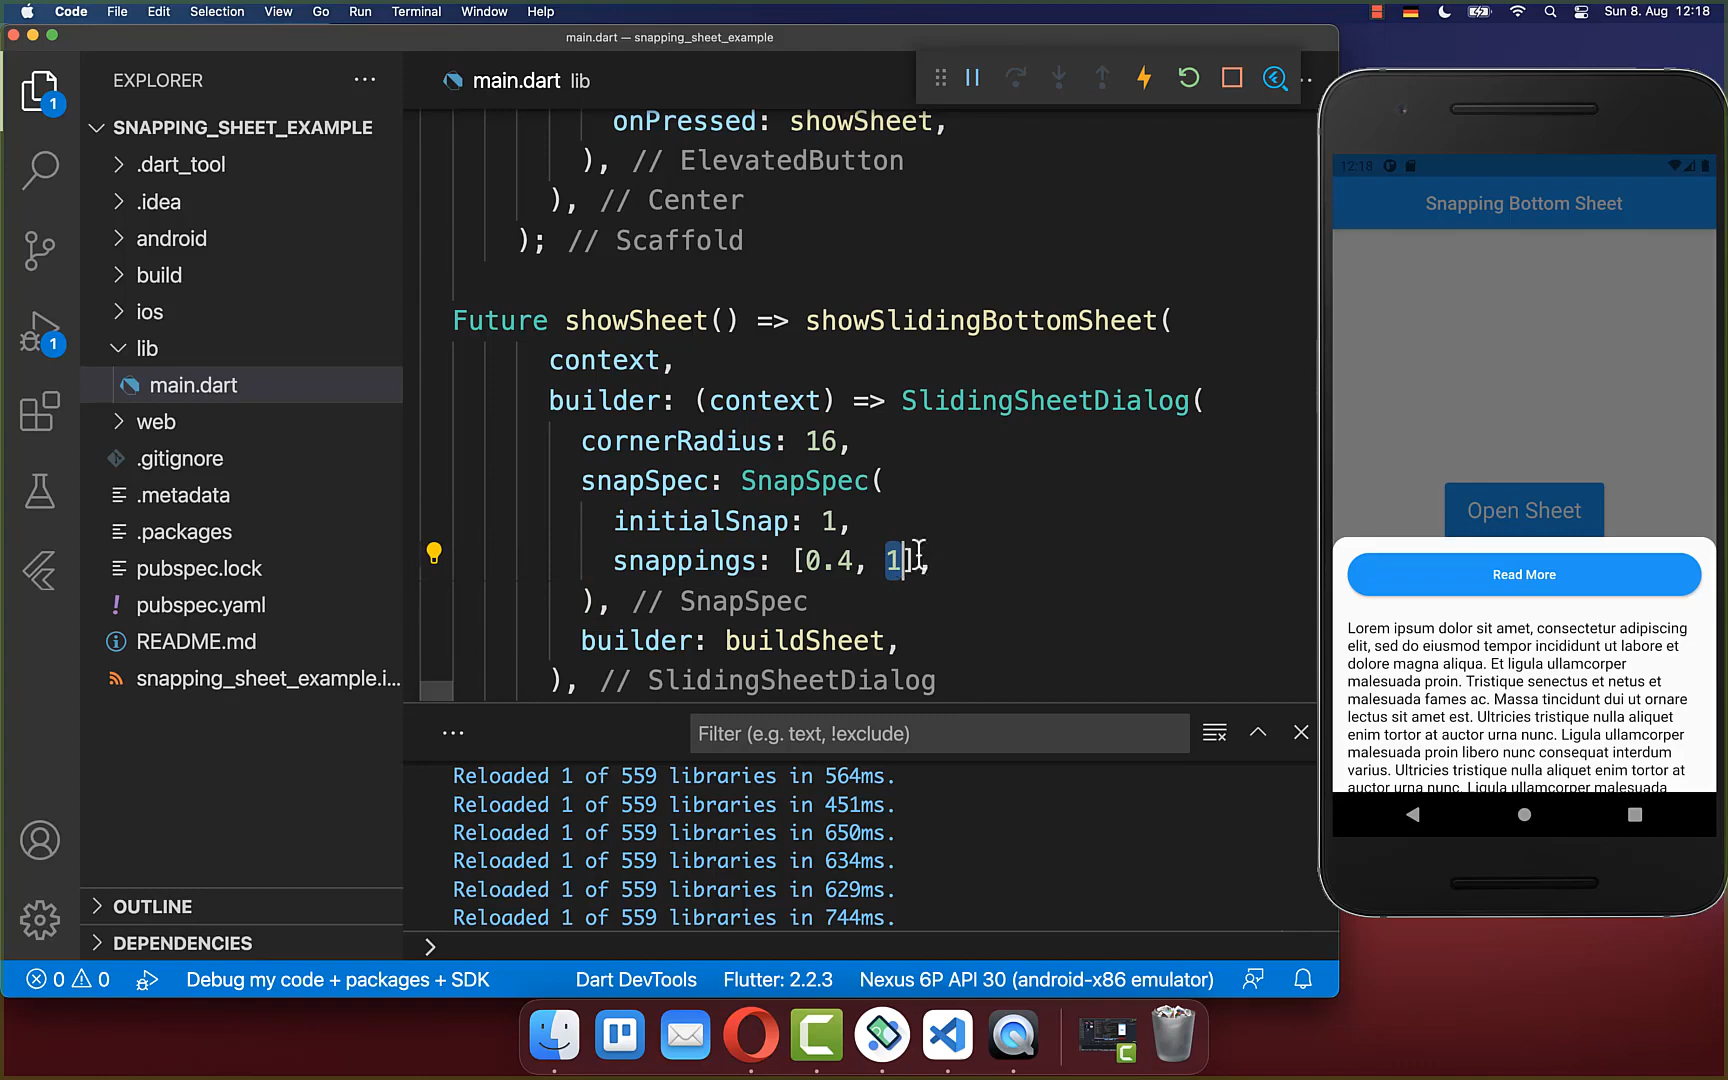 Code File Edit Selection View Go Run Terminal Window Help
Sun 8. Aug 12:18
main.dart — snapping_sheet_example
EXPLORER
SNAPPING_SHEET_EXAMPLE
.dart_tool
.idea
android
build
ios
lib
main.dart
web
.gitignore
.metadata
.packages
pubspec.lock
pubspec.yaml
README.md
snapping_sheet_example.i...
OUTLINE
DEPENDENCIES
1
1
main.dart lib
onPressed: showSheet,
), // ElevatedButton
), // Center
); // Scaffold
Future showSheet() => showSlidingBottomSheet(
context,
builder: (context) => SlidingSheetDialog(
cornerRadius: 16,
snapSpec: SnapSpec(
initialSnap: 1,
snappings: [0.4, 1],
), // SnapSpec
builder: buildSheet,
), // SlidingSheetDialog
Filter (e.g. text, !exclude)
Reloaded 1 of 559 libraries in 564ms.
Reloaded 1 of 559 libraries in 451ms.
Reloaded 1 of 559 libraries in 650ms.
Reloaded 1 of 559 libraries in 634ms.
Reloaded 1 of 559 libraries in 629ms.
Reloaded 1 of 559 libraries in 744ms.
0 0 Debug my code + packages + SDK Dart DevTools Flutter: 2.2.3 Nexus 6P API 30 (android-x86 emulator)
12:18
Snapping Bottom Sheet
Open Sheet
Read More
Lorem ipsum dolor sit amet, consectetur adipiscing
elit, sed do eiusmod tempor incididunt ut labore et
dolore magna aliqua. Et ligula ullamcorper
malesuada proin. Tristique senectus et netus et
malesuada fames ac. Massa tincidunt dui ut ornare
lectus sit amet est. Ultricies tristique nulla aliquet
enim tortor at auctor urna nunc. Ligula ullamcorper
malesuada proin libero nunc consequat interdum
varius. Ultricies tristique nulla aliquet enim tortor at
auctor urna nunc. Ligula ullamcorper malesuada